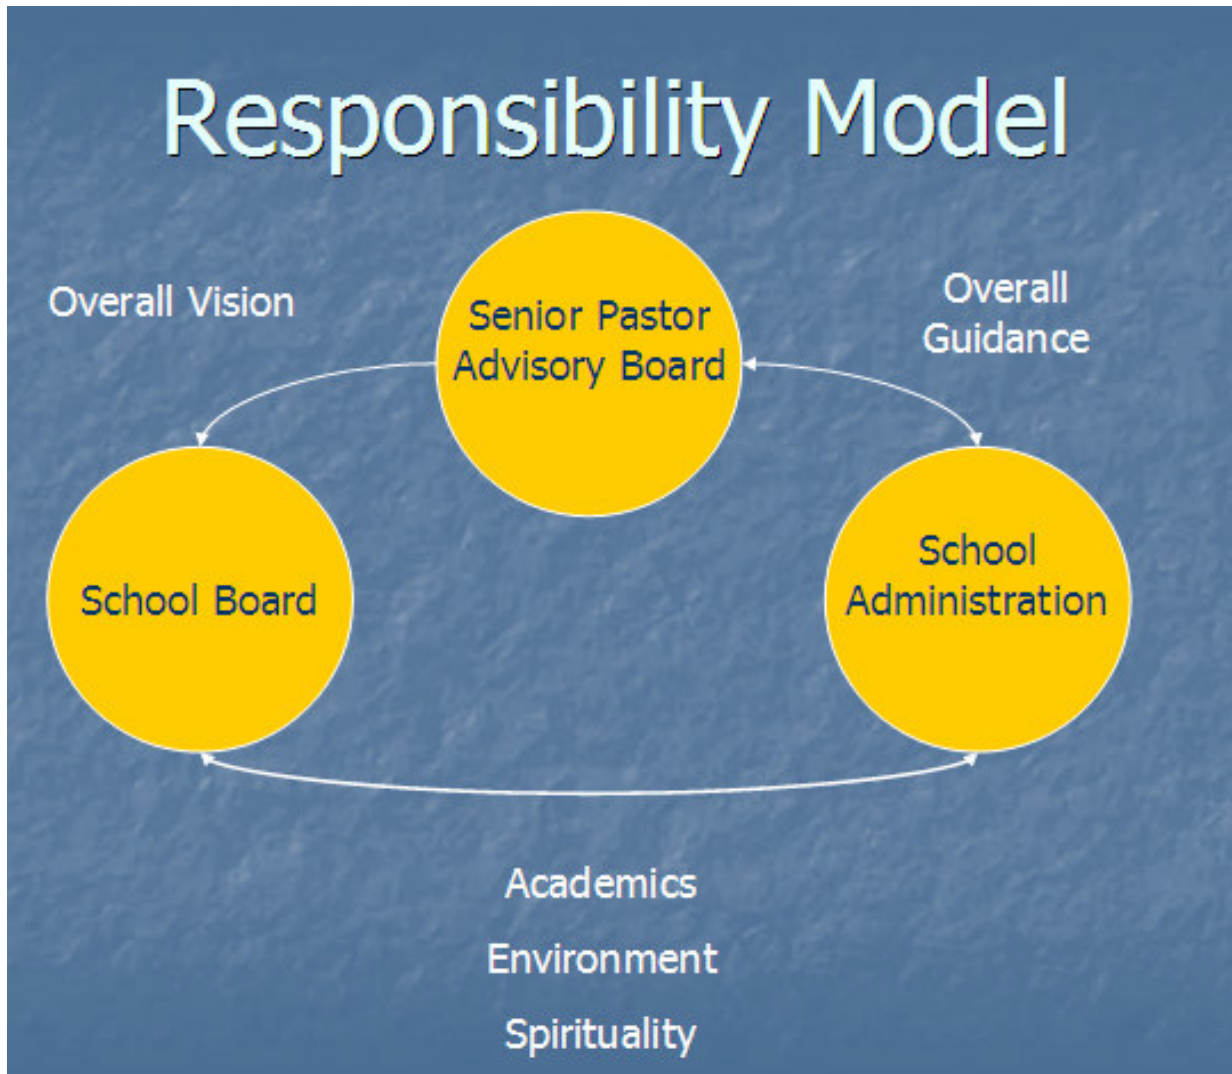 Responsibility Model
Overall Vision
Senior Pastor
Advisory Board
Overall
Guidance
School Board
School
Administration
Academics
Environment
Spirituality